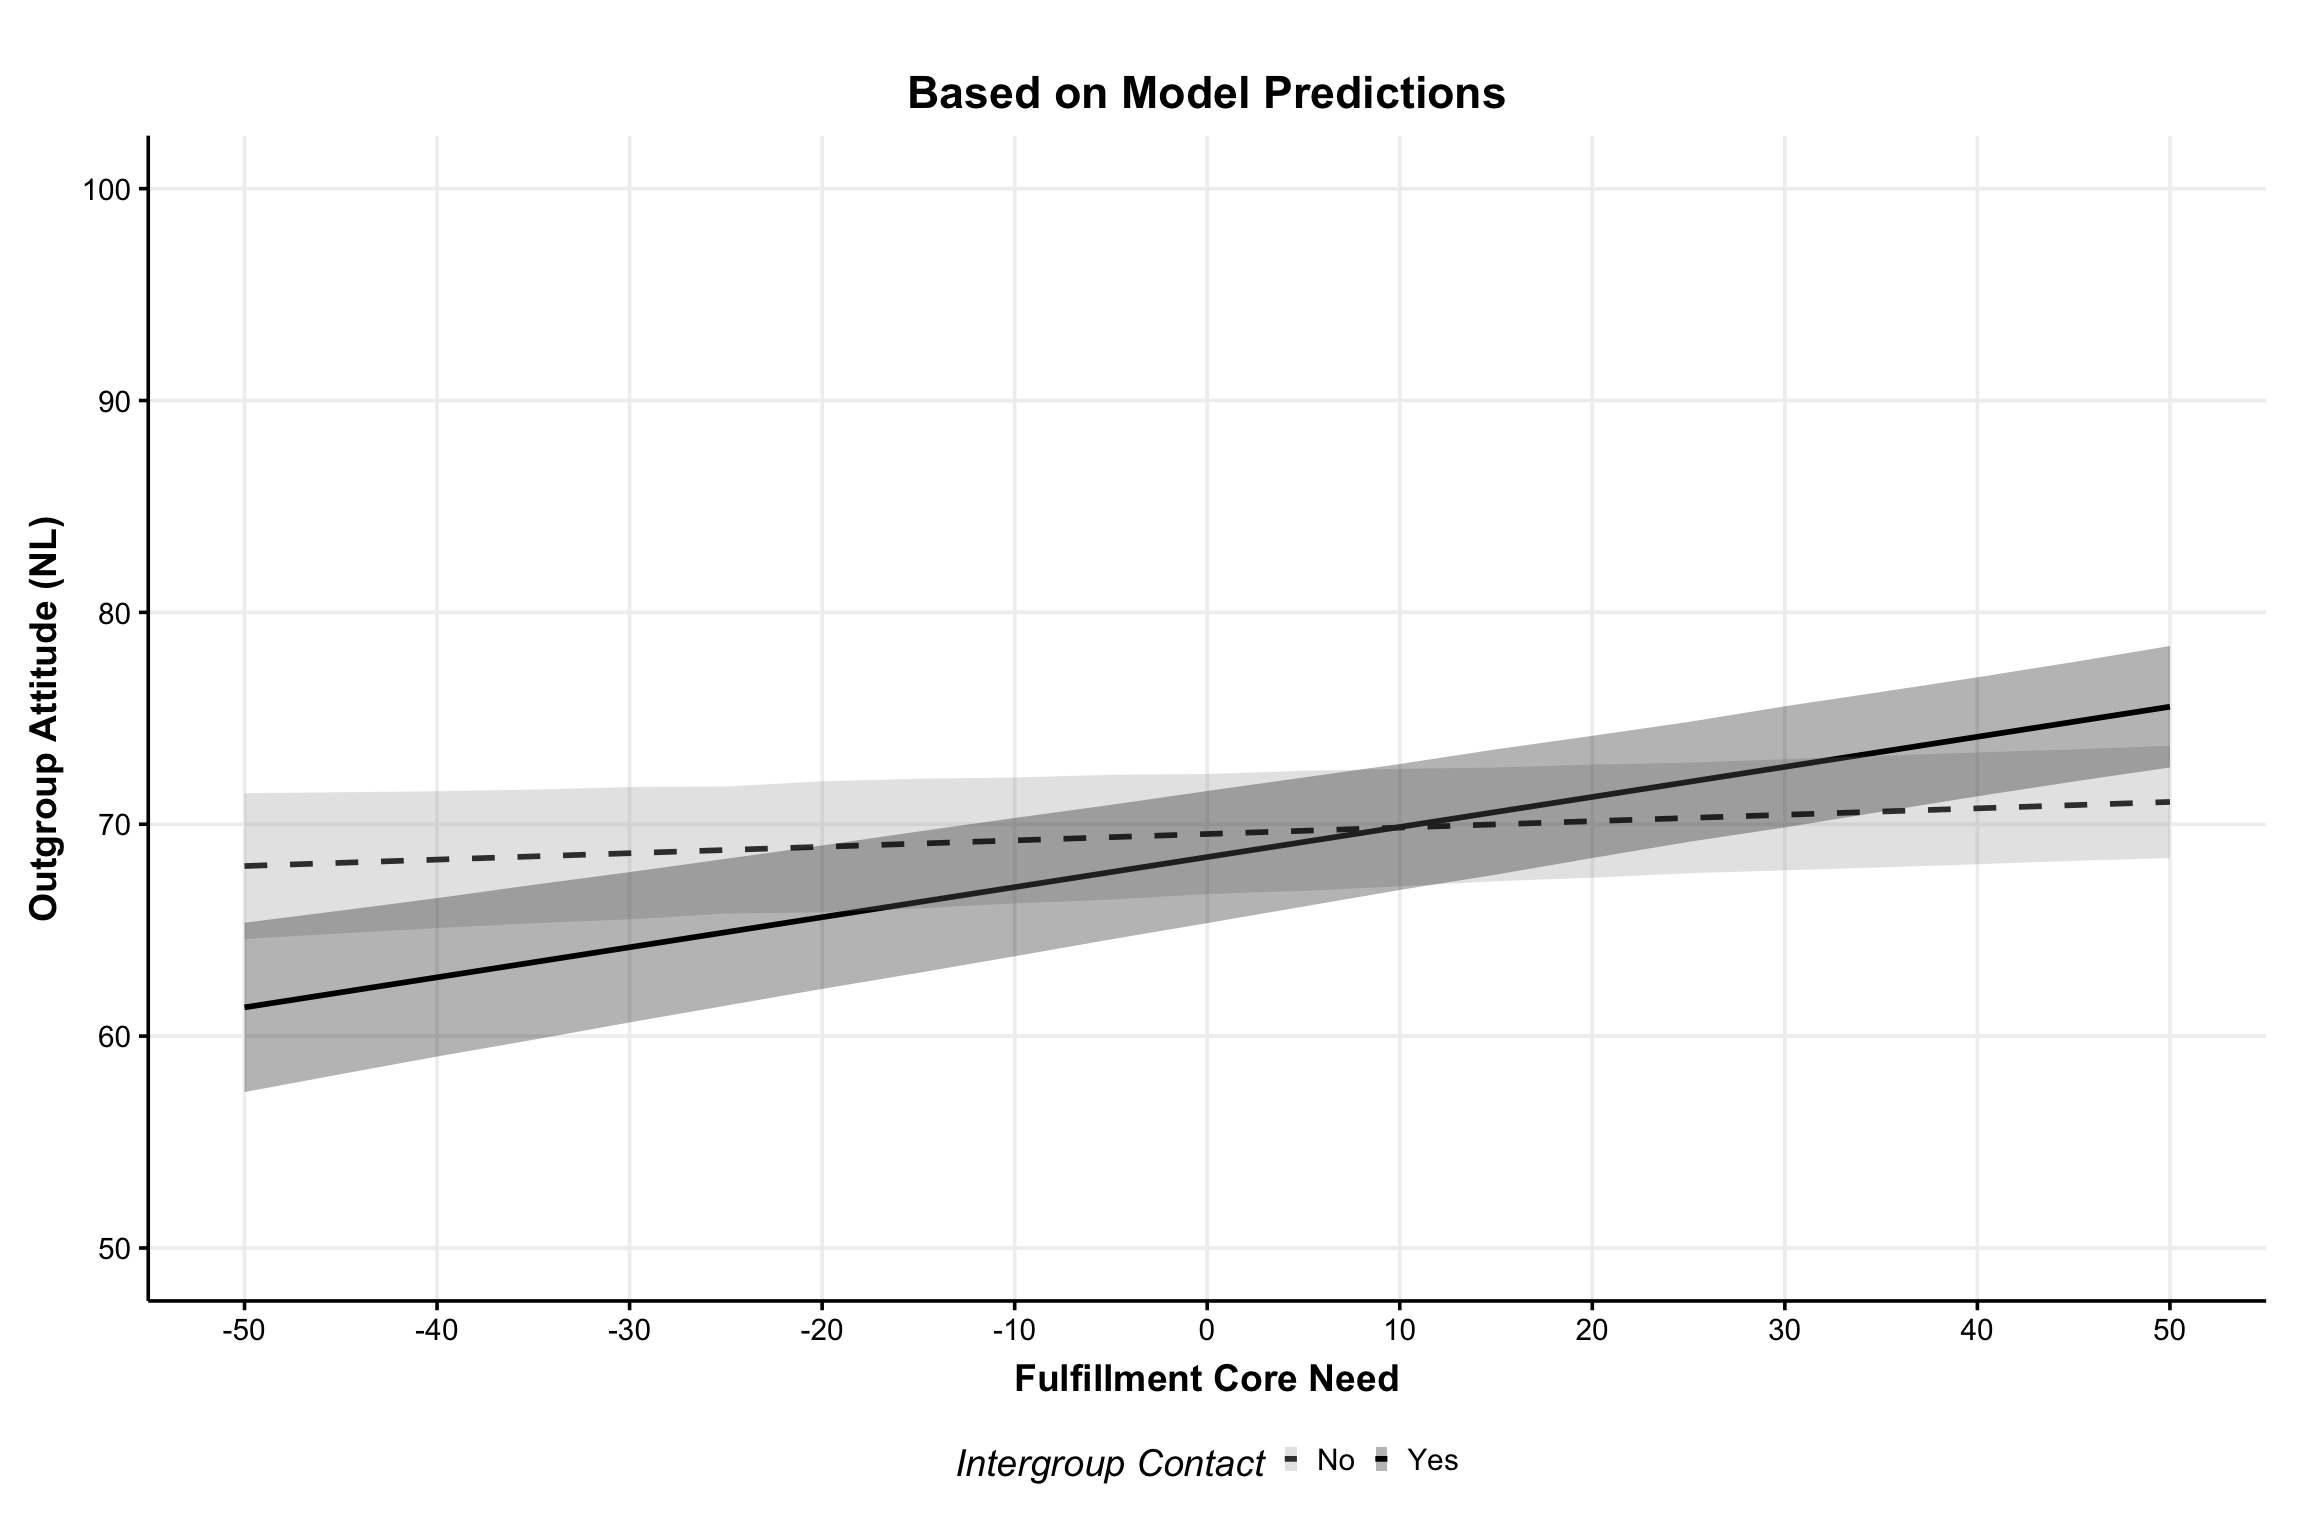 Based on Model Predictions
100
90
80
70
60
50
Outgroup Attitude (NL)
-50 -40 -30 -20 -10 0 10 20 30 40 50
Fulfillment Core Need
Intergroup Contact No Yes